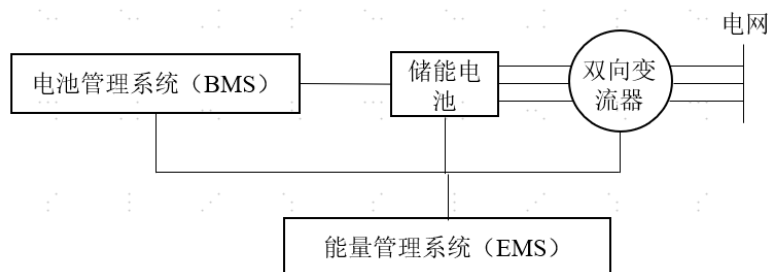 电网
电池管理系统（BMS）
储能电
池
双向变
流器
能量管理系统（EMS）